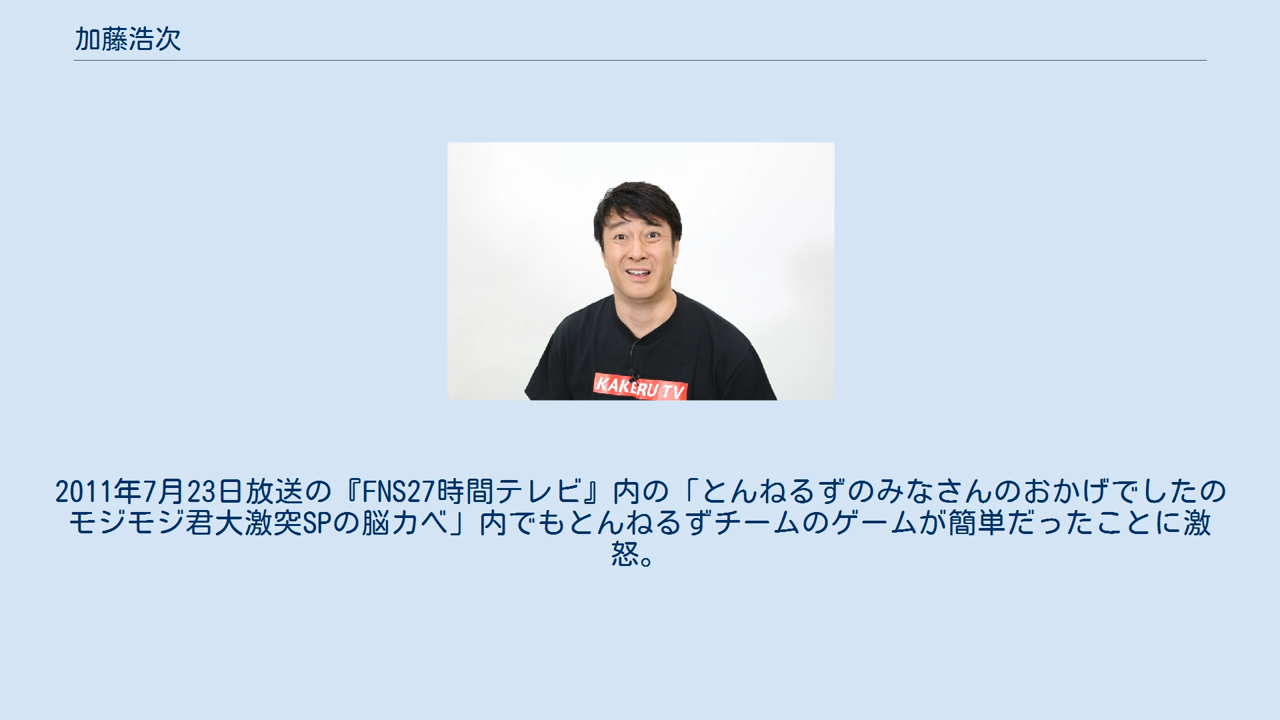 加藤浩次
KAKERU TV
2011年7月23日放送の『FNS27時間テレビ』内の「とんねるずのみなさんのおかげでしたの
モジモジ君大激突SPの脳カベ」内でもとんねるずチームのゲームが簡単だったことに激
怒。